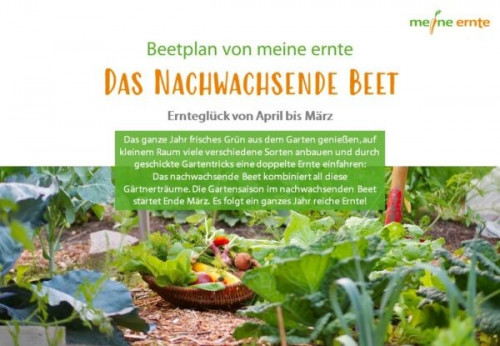 meine ernte
Beetplan von meine ernte
DAS NACHWACHSENDE BEET
Ernteglück von April bis März
Das ganze Jahr frisches Grün aus dem Garten genießen, auf
kleinem Raum viele verschiedene Sorten anbauen und durch
geschickte Gartentricks eine doppelte Ernte einfahren:
Das nachwachsende Beet kombiniert all diese
Gärtnerträume. Die Gartensaison im nachwachsenden Beet
startet Ende März. Es folgt ein ganzes Jahr reiche Ernte!